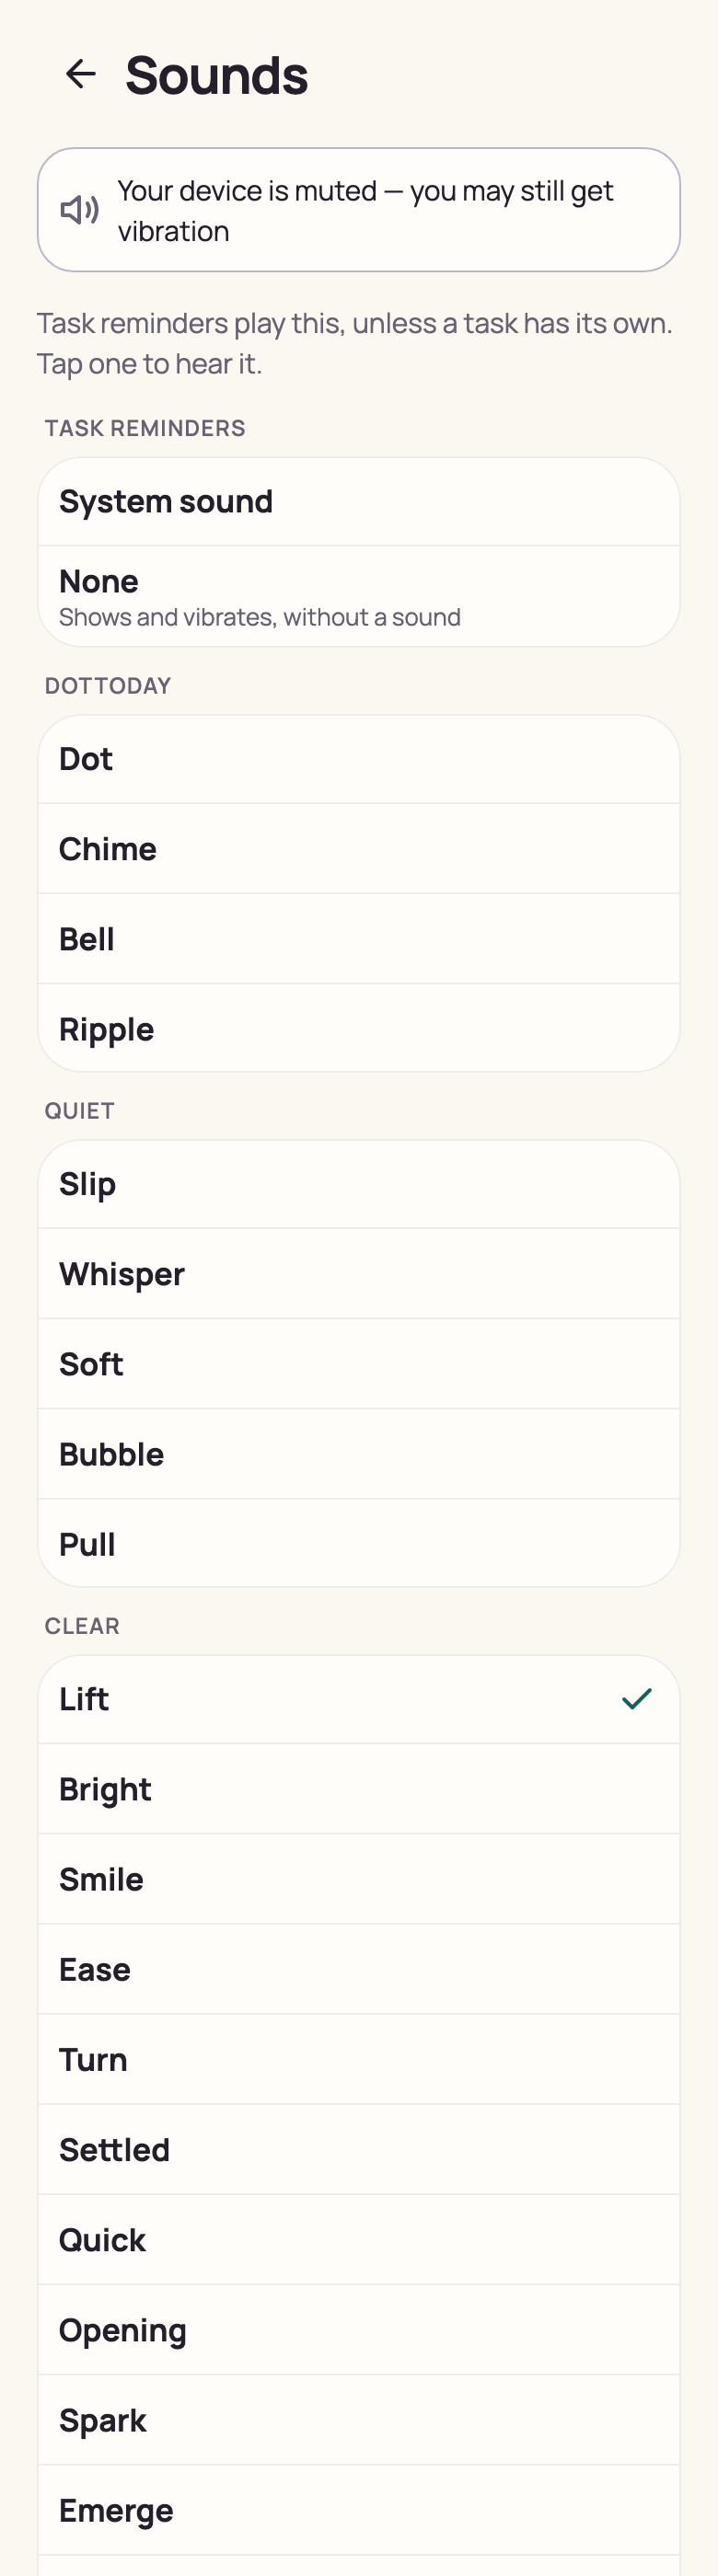 Sounds
Your device is muted — you may still get
vibration
Task reminders play this, unless a task has its own.
Tap one to hear it.
TASK REMINDERS
System sound
None
Shows and vibrates, without a sound
DOTTODAY
Dot
Chime
Bell
Ripple
QUIET
Slip
Whisper
Soft
Bubble
Pull
CLEAR
Lift
Bright
Smile
Ease
Turn
Settled
Quick
Opening
Spark
Emerge